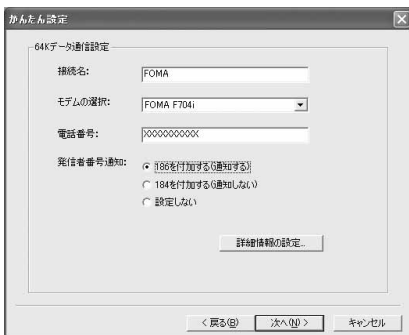 かんたん設定
64Kデータ通信設定
接続名: FOMA
モデムの選択: FOMA F704i
電話番号: XXXXXXXXXX
発信者番号通知: 186を付加する(通知する)
184を付加する(通知しない)
設定しない
詳細情報の設定...
< 戻る(B) 次へ(N) > キャンセル